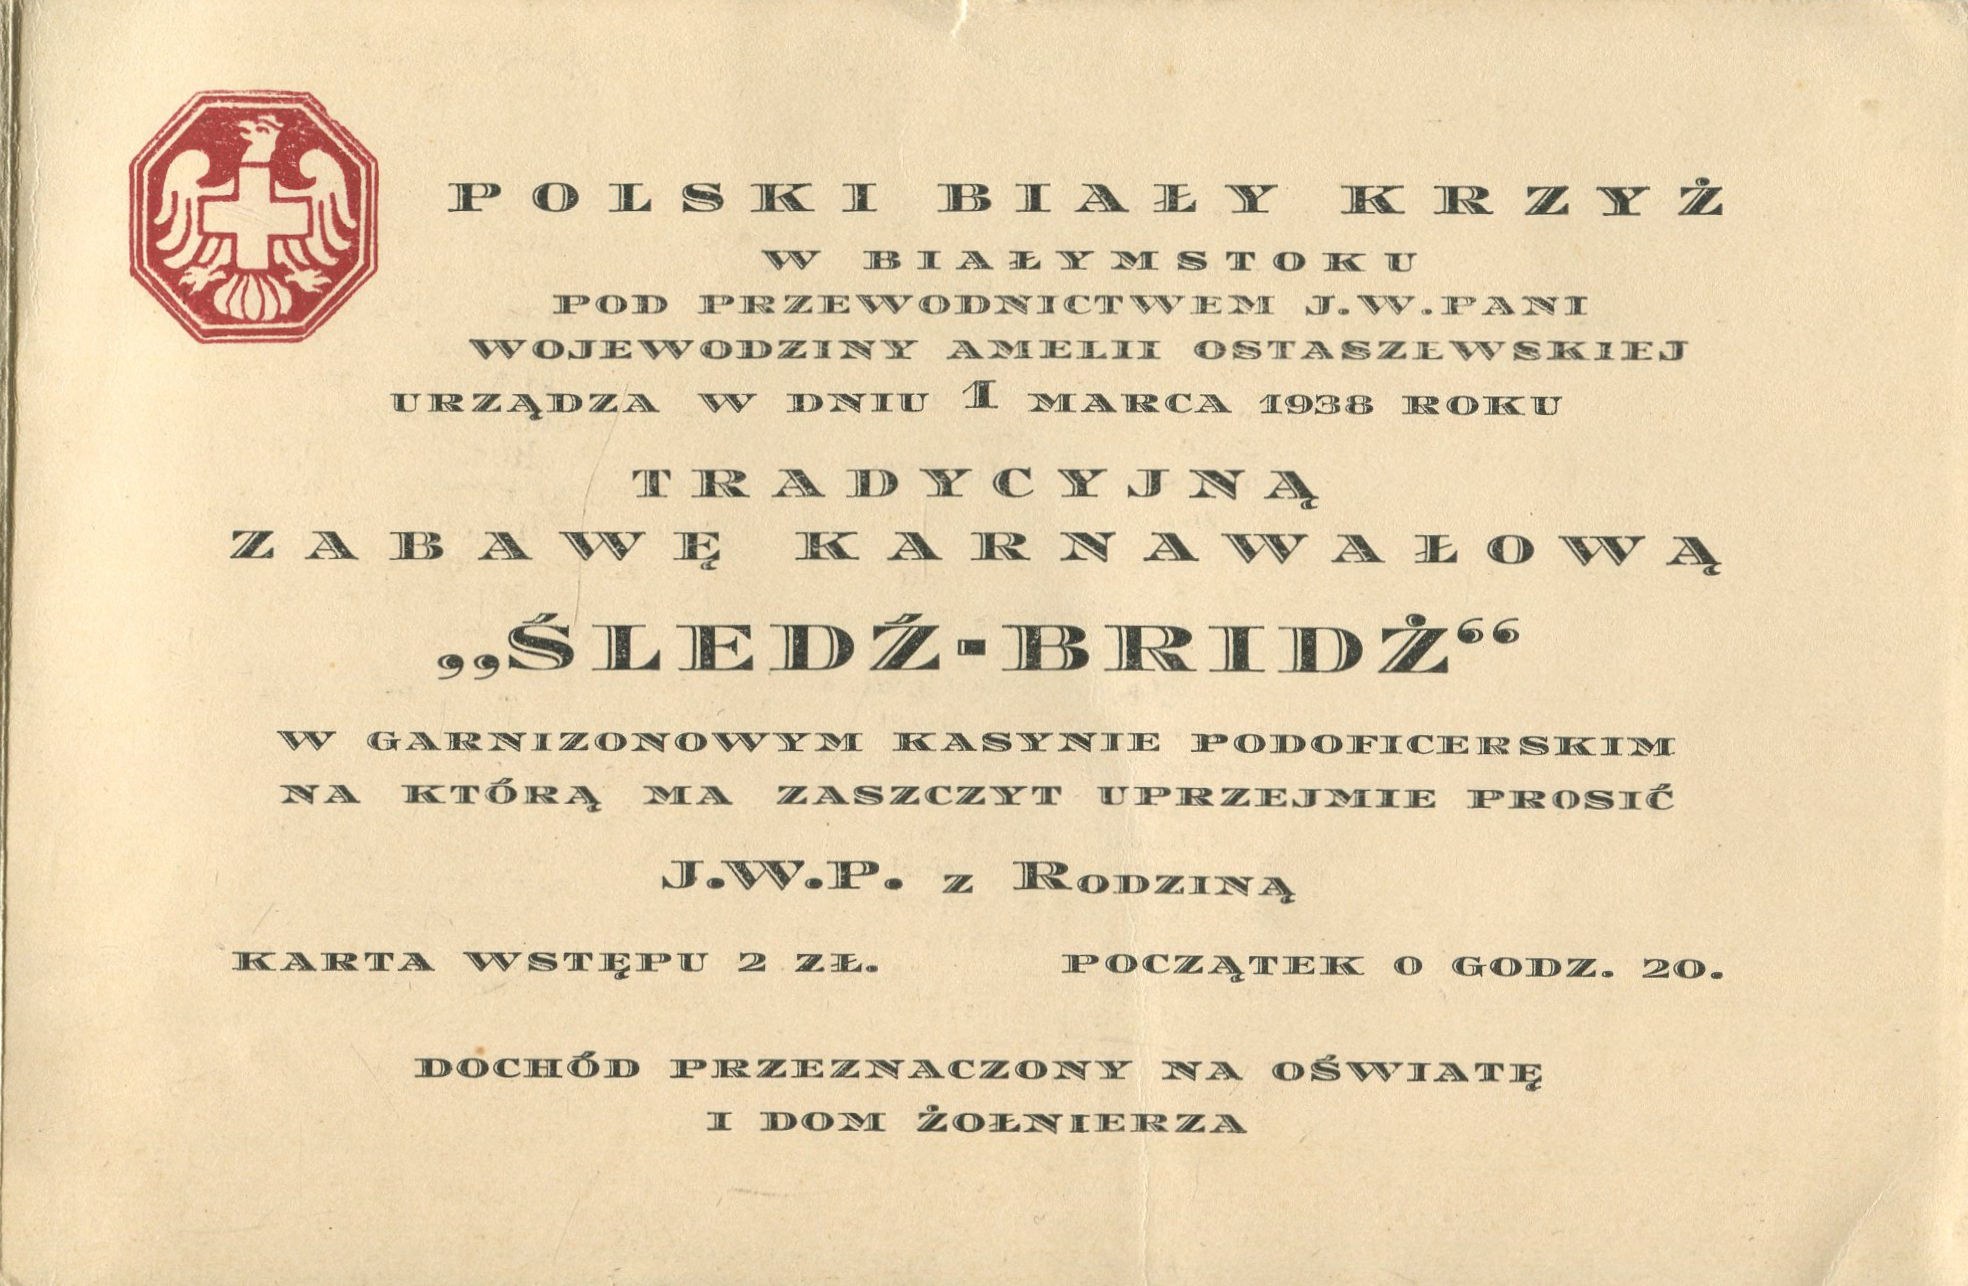 POLSKI BIAŁY KRZYŻ
W BIAŁYMSTOKU
POD PRZEWODNICTWEM J.W.PANI
WOJEWODZINY AMELII OSTASZEWSKIEJ
URZĄDZA W DNIU 1 MARCA 1938 ROKU
TRADYCYJNĄ
ZABAWĘ KARNAWAŁOWĄ
„ŚLEDŹ-BRIDŻ“
W GARNIZONOWYM KASYNIE PODOFICERSKIM
NA KTÓRĄ MA ZASZCZYT UPRZEJMIE PROSIĆ
J.W.P. z RODZINĄ
KARTA WSTĘPU 2 ZŁ. POCZĄTEK O GODZ. 20.
DOCHÓD PRZEZNACZONY NA OŚWIATĘ
I DOM ŻOŁNIERZA